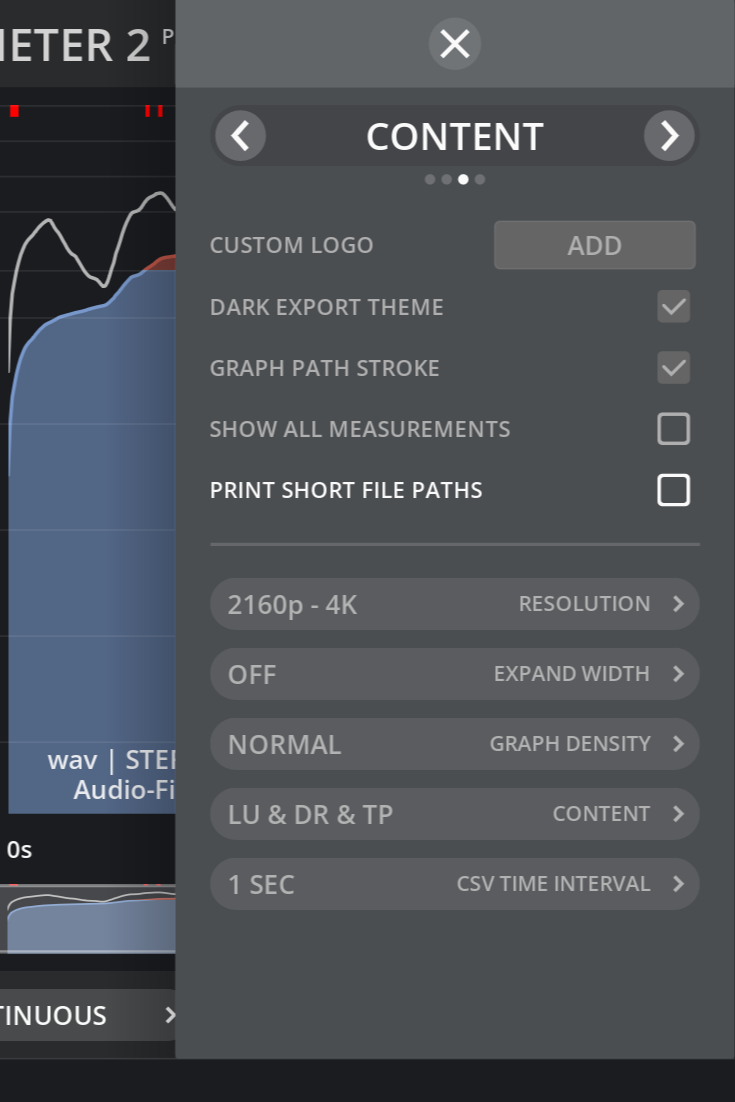 METER 2 P
CONTENT
CUSTOM LOGO ADD
DARK EXPORT THEME
GRAPH PATH STROKE
SHOW ALL MEASUREMENTS
PRINT SHORT FILE PATHS
2160p - 4K RESOLUTION
OFF EXPAND WIDTH
NORMAL GRAPH DENSITY
LU & DR & TP CONTENT
1 SEC CSV TIME INTERVAL
wav | STE
Audio-Fi
0s
TINUOUS